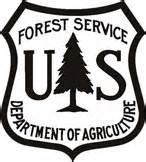 FOREST SERVICE
U S
DEPARTMENT OF AGRICULTURE